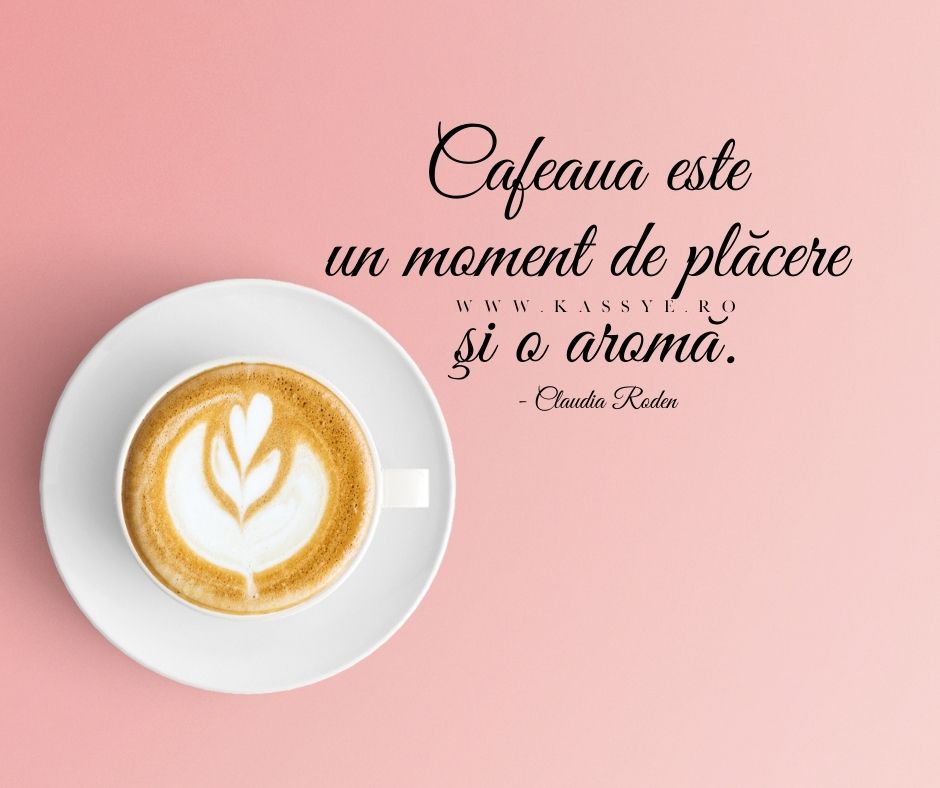 Cafeaua este
un moment de plăcere
WWW.KASSYE.RO
şi o aromă.
- Claudia Roden